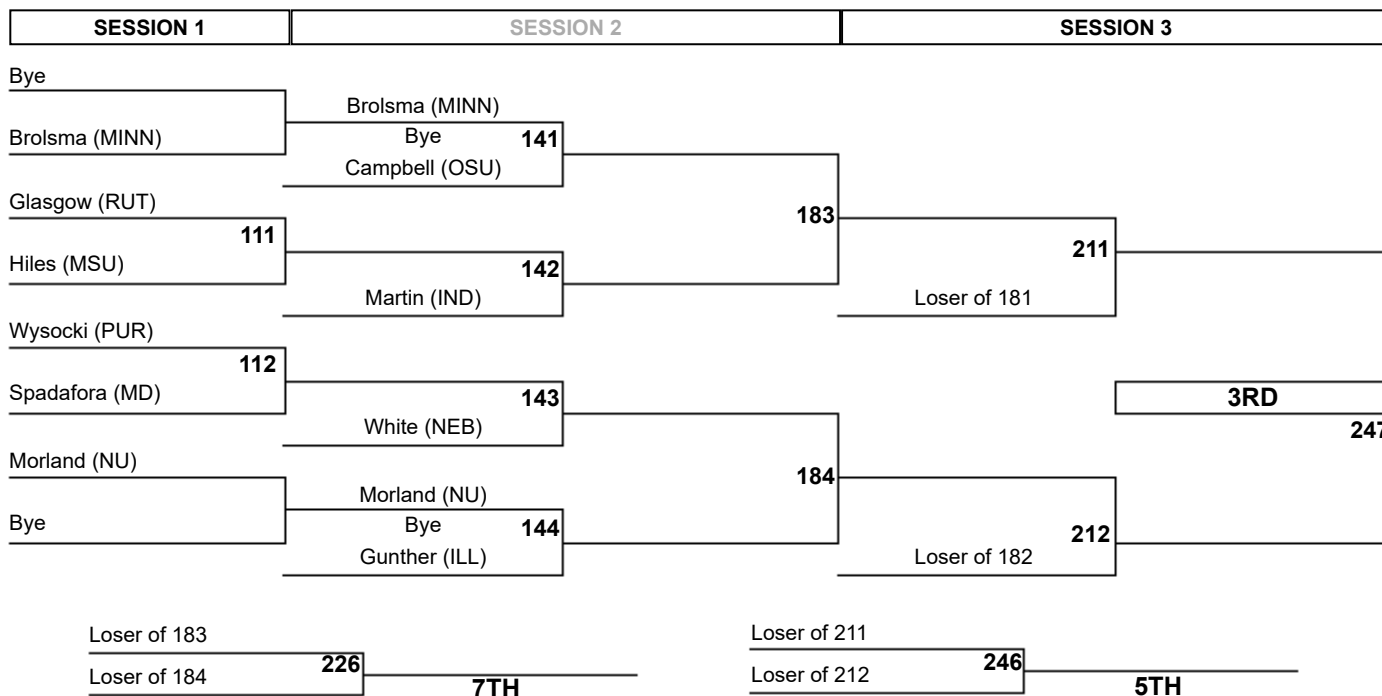 SESSION 1 SESSION 2 SESSION 3
Bye
Brolsma (MINN)
Brolsma (MINN)
Bye 141
Campbell (OSU)
Glasgow (RUT)
183
111
211
Hiles (MSU)
142
Martin (IND)
Loser of 181
Wysocki (PUR)
112
Spadafora (MD)
143
3RD
White (NEB)
247
Morland (NU)
184
Morland (NU)
Bye
Bye 144
212
Gunther (ILL)
Loser of 182
Loser of 183
226
Loser of 184
7TH
Loser of 211
246
Loser of 212
5TH